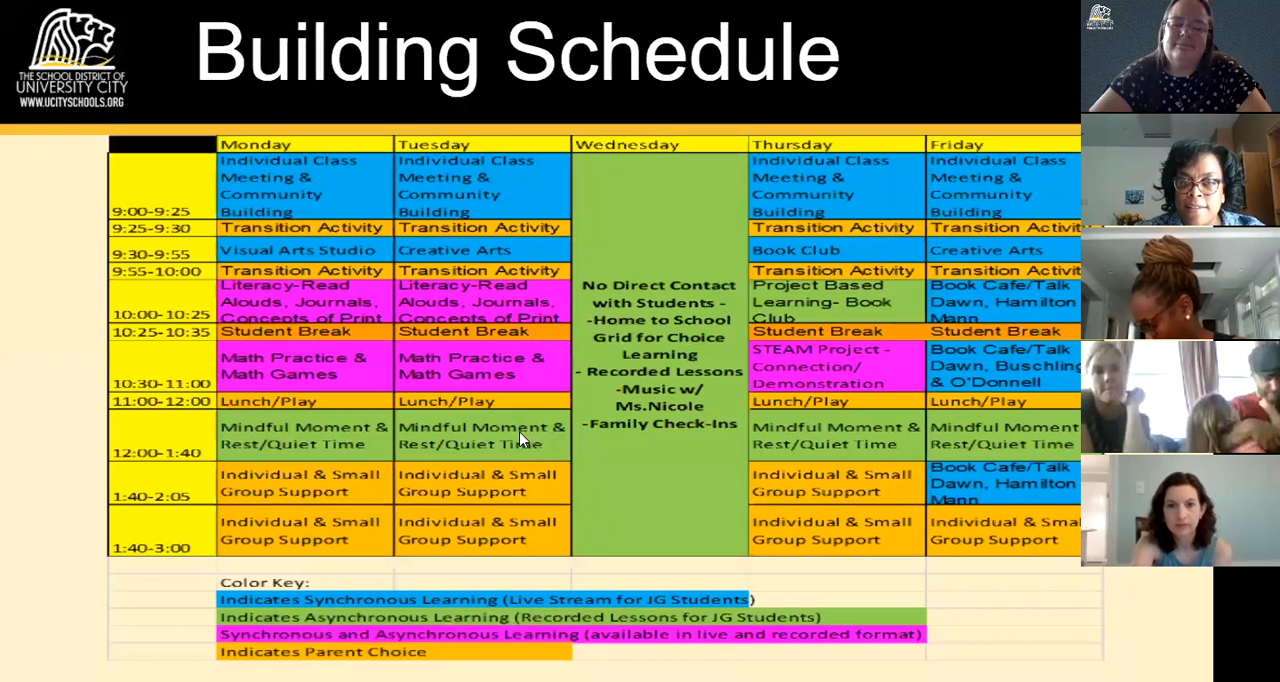 Building Schedule
THE SCHOOL DISTRICT OF
UNIVERSITY CITY
WWW.UCITYSCHOOLS.ORG
Monday Tuesday Wednesday Thursday Friday
9:00-9:25
Individual Class
Meeting &
Community
Building
Individual Class
Meeting &
Community
Building
Individual Class
Meeting &
Community
Building
Individual Class
Meeting &
Community
Building
9:25-9:30 Transition Activity Transition Activity Transition Activity Transition Activit
9:30-9:55 Visual Arts Studio Creative Arts Book Club Creative Arts
9:55-10:00 Transition Activity Transition Activity Transition Activity Transition Activit
10:00-10:25
Literacy-Read
Alouds, Journals,
Concepts of Print
Literacy-Read
Alouds, Journals,
Concepts of Print
Project Based
Learning- Book
Club
Book Cafe/Talk
Dawn, Hamilton
Mann
10:25-10:35 Student Break Student Break Student Break Student Break
10:30-11:00
Math Practice &
Math Games
Math Practice &
Math Games
STEAM Project -
Connection/
Demonstration
Book Cafe/Talk
Dawn, Buschling
& O'Donnell
11:00-12:00 Lunch/Play Lunch/Play Lunch/Play Lunch/Play
12:00-1:40
Mindful Moment &
Rest/Quiet Time
Mindful Moment &
Rest/Quiet Time
Mindful Moment &
Rest/Quiet Time
Mindful Moment
Rest/Quiet Time
1:40-2:05
Individual & Small
Group Support
Individual & Small
Group Support
Individual & Small
Group Support
Book Cafe/Talk
Dawn, Hamilton
Mann
1:40-3:00
Individual & Small
Group Support
Individual & Small
Group Support
Individual & Small
Group Support
Individual & Sma
Group Support
No Direct Contact
with Students -
-Home to School
Grid for Choice
Learning
- Recorded Lessons
-Music w/
Ms.Nicole
-Family Check-Ins
Color Key:
Indicates Synchronous Learning (Live Stream for JG Students)
Indicates Asynchronous Learning (Recorded Lessons for JG Students)
Synchronous and Asynchronous Learning (available in live and recorded format)
Indicates Parent Choice